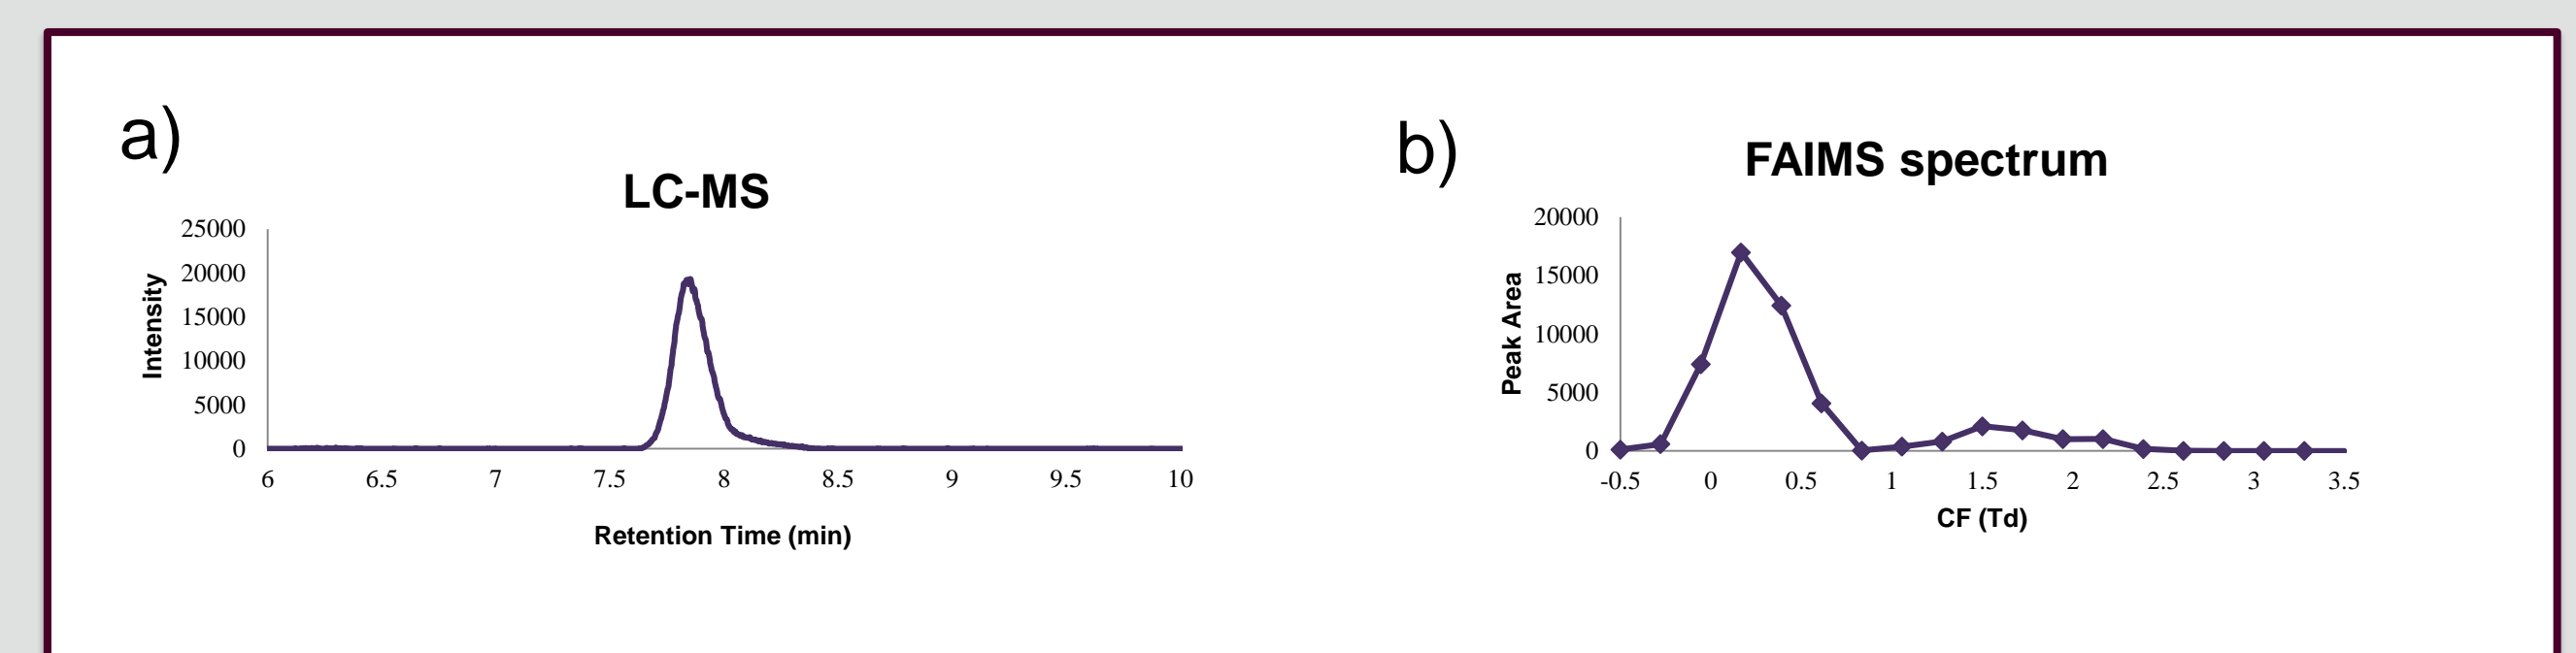 a)
LC-MS
25000
20000
15000
10000
5000
0
Intensity
6 6.5 7 7.5 8 8.5 9 9.5 10
Retention Time (min)
b)
FAIMS spectrum
20000
15000
10000
5000
0
Peak Area
-0.5 0 0.5 1 1.5 2 2.5 3 3.5
CF (Td)